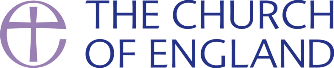 THE CHURCH
OF ENGLAND